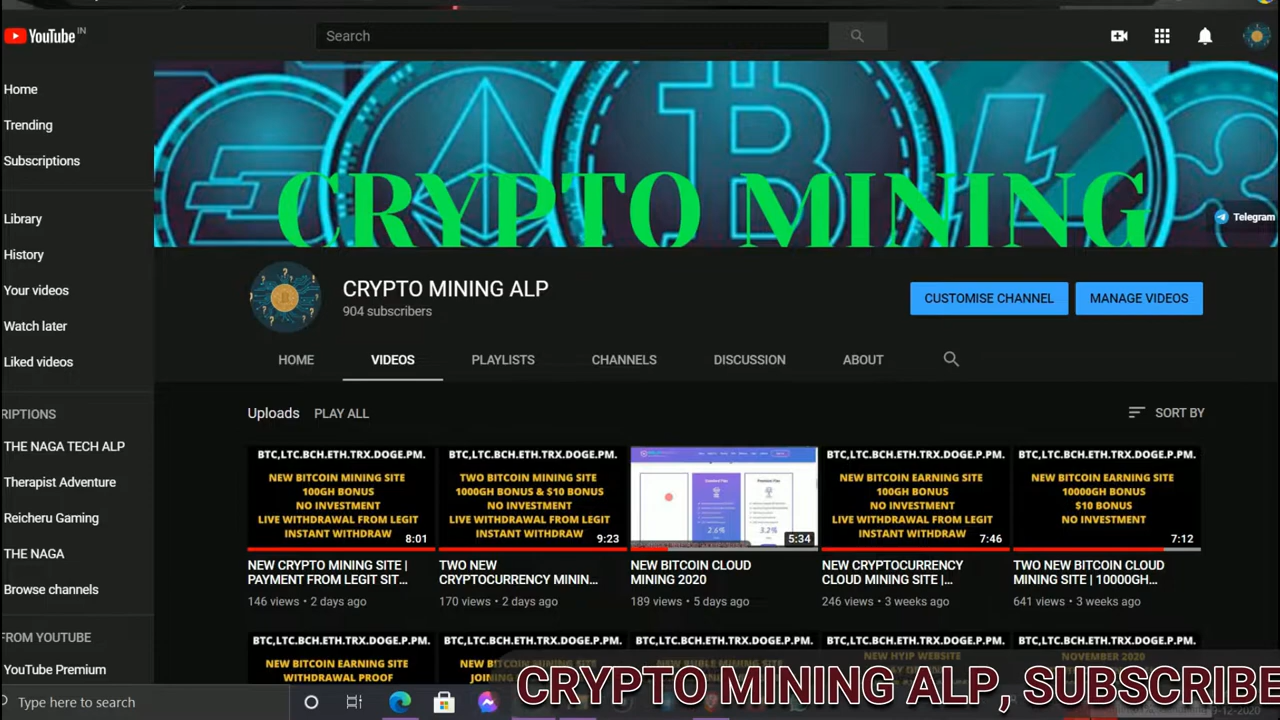 YouTube IN
Search
Home
Trending
Subscriptions
Library
History
Your videos
Watch later
Liked videos
RIPTIONS
THE NAGA TECH ALP
Therapist Adventure
Reiched Gaming
THE NAGA
Browse channels
FROM YOUTUBE
YouTube Premium
CRYPTO MINING
Telegram
CRYPTO MINING ALP
904 subscribers
CUSTOMISE CHANNEL
MANAGE VIDEOS
HOME
VIDEOS
PLAYLISTS
CHANNELS
DISCUSSION
ABOUT
Uploads
PLAY ALL
SORT BY
BTC,LTC.BCH.ETH.TRX.DOGE.PM.
NEW BITCOIN MINING SITE
100GH BONUS
NO INVESTMENT
LIVE WITHDRAWAL FROM LEGIT
INSTANT WITHDRAW
8:01
NEW CRYPTO MINING SITE |
PAYMENT FROM LEGIT SIT...
146 views • 2 days ago
BTC,LTC.BCH.ETH.TRX.DOGE.PM.
TWO BITCOIN MINING SITE
1000GH BONUS & $10 BONUS
NO INVESTMENT
LIVE WITHDRAWAL FROM LEGIT
INSTANT WITHDRAW
9:23
TWO NEW
CRYPTOCURRENCY MININ...
170 views • 2 days ago
2.6%
3.2%
5:34
NEW BITCOIN CLOUD
MINING 2020
189 views • 5 days ago
BTC,LTC.BCH.ETH.TRX.DOGE.PM.
NEW BITCOIN EARNING SITE
100GH BONUS
NO INVESTMENT
LIVE WITHDRAWAL FROM LEGIT
INSTANT WITHDRAW
7:46
NEW CRYPTOCURRENCY
CLOUD MINING SITE |...
246 views • 3 weeks ago
BTC,LTC.BCH.ETH.TRX.DOGE.PM.
NEW BITCOIN EARNING SITE
10000GH BONUS
$10 BONUS
NO INVESTMENT
7:12
TWO NEW BITCOIN CLOUD
MINING SITE | 10000GH...
641 views • 3 weeks ago
BTC,LTC.BCH.ETH.TRX.DOGE.P.PM.
NEW BITCOIN EARNING SITE
WITHDRAWAL PROOF
BTC,LTC.BCH.ETH.TRX.DOGE.P.PM.
BTC,LTC.BCH.ETH.TRX.DOGE.P.PM.
NEW HYIP WEBSITE
BTC,LTC.BCH.ETH.TRX.DOGE.P.PM.
NOVEMBER 2020
Type here to search
CRYPTO MINING ALP, SUBSCRIBE